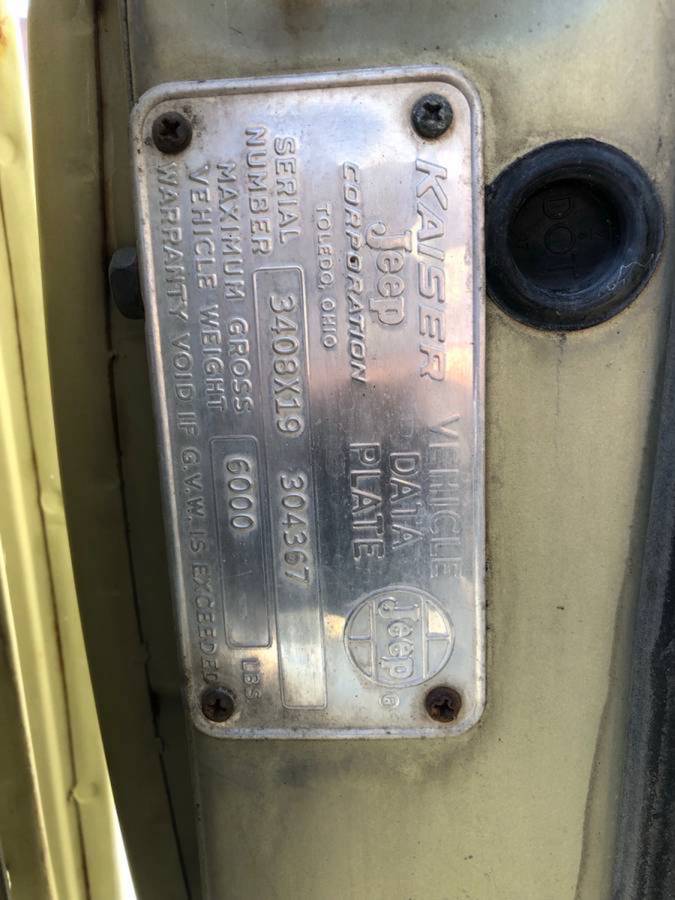 KAISER
Jeep
CORPORATION
TOLEDO, OHIO
VEHICLE
DATA
PLATE
Jeep
®
SERIAL
NUMBER
3408X19 304367
MAXIMUM GROSS
VEHICLE WEIGHT
6000
LBS
WARRANTY VOID IF G.V.W. IS EXCEEDED
DOT